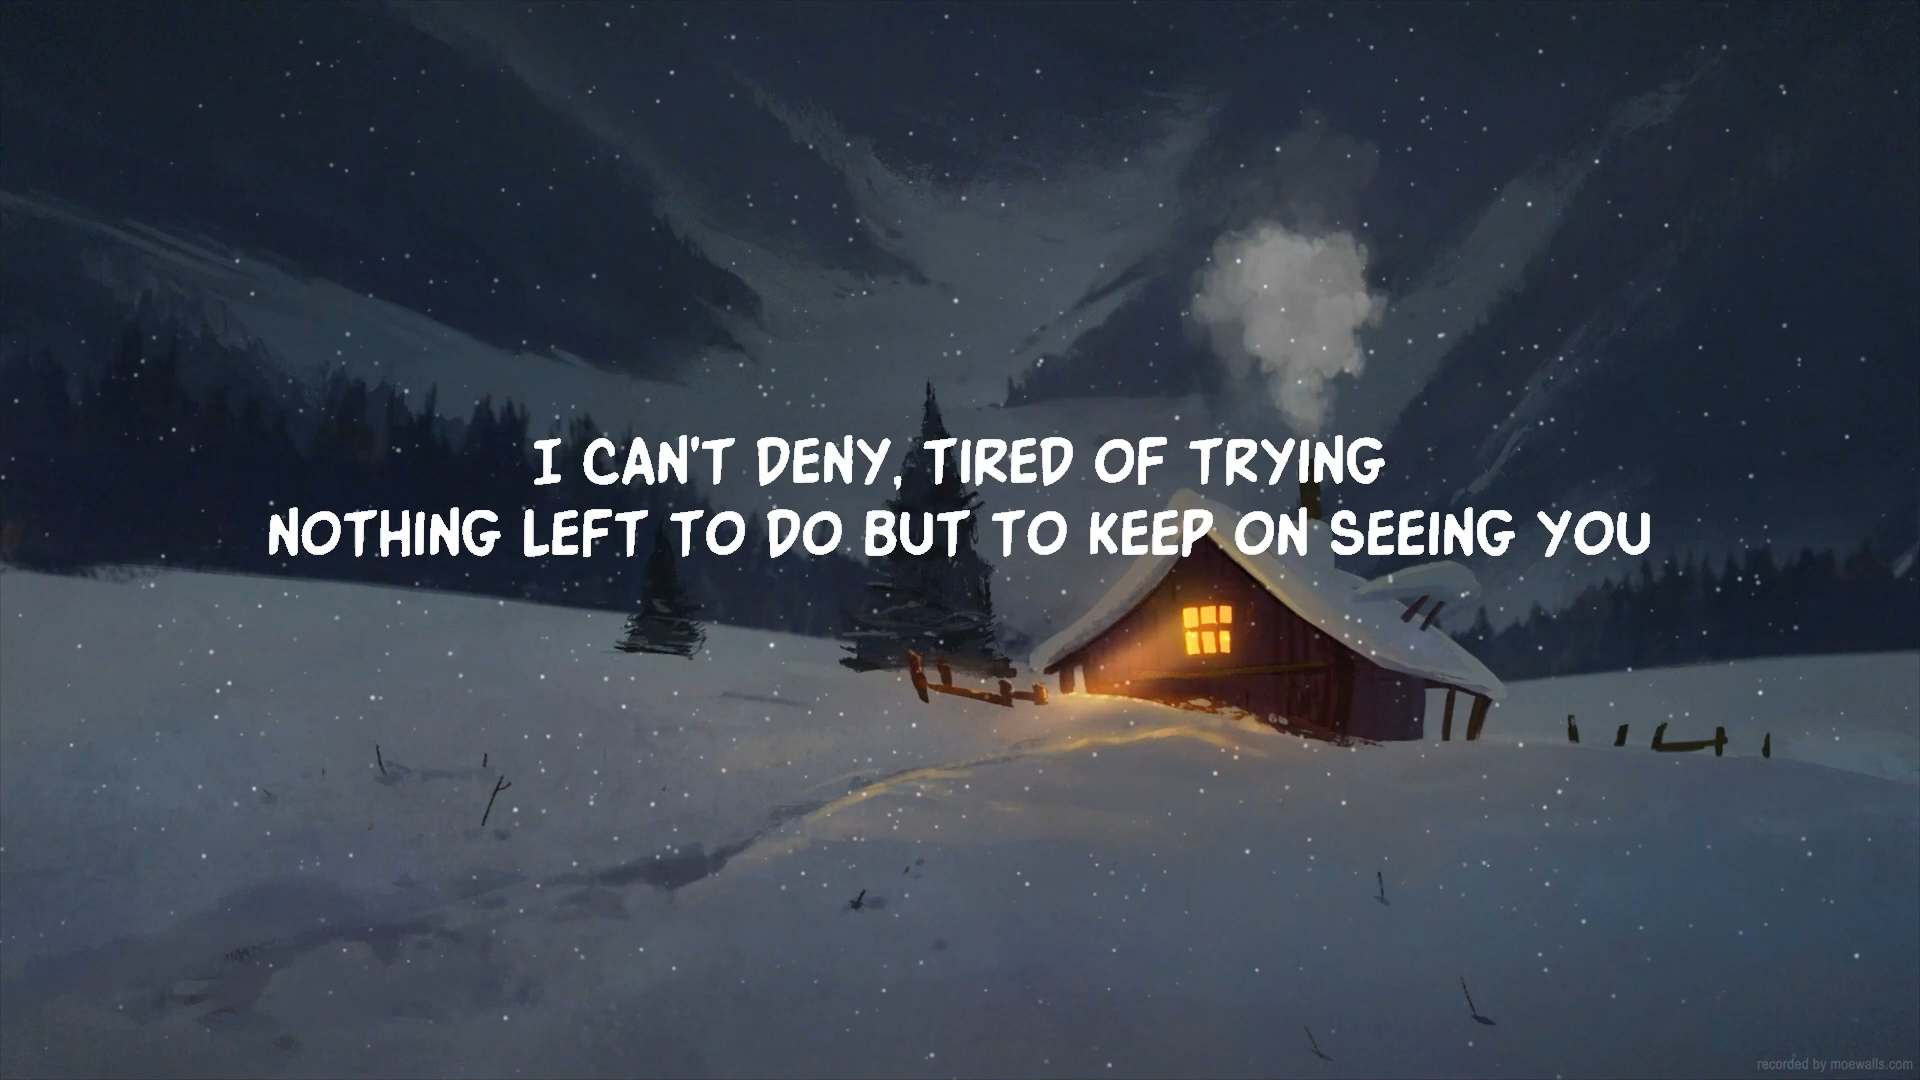 I CAN'T DENY, TIRED OF TRYING
NOTHING LEFT TO DO BUT TO KEEP ON SEEING YOU
recorded by moewalls.com